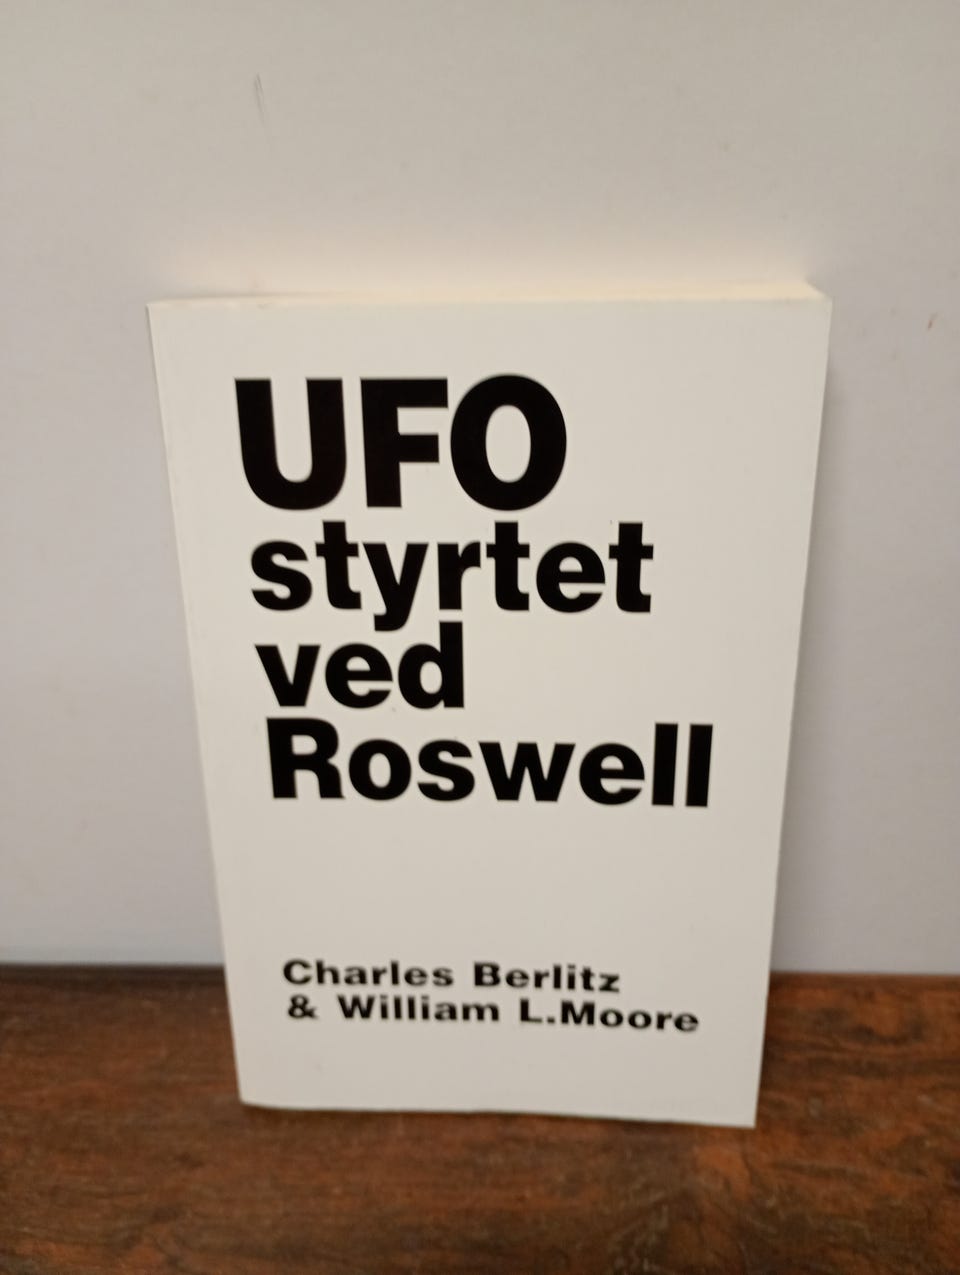 UFO
styrtet
ved
Roswell
Charles Berlitz
& William L.Moore